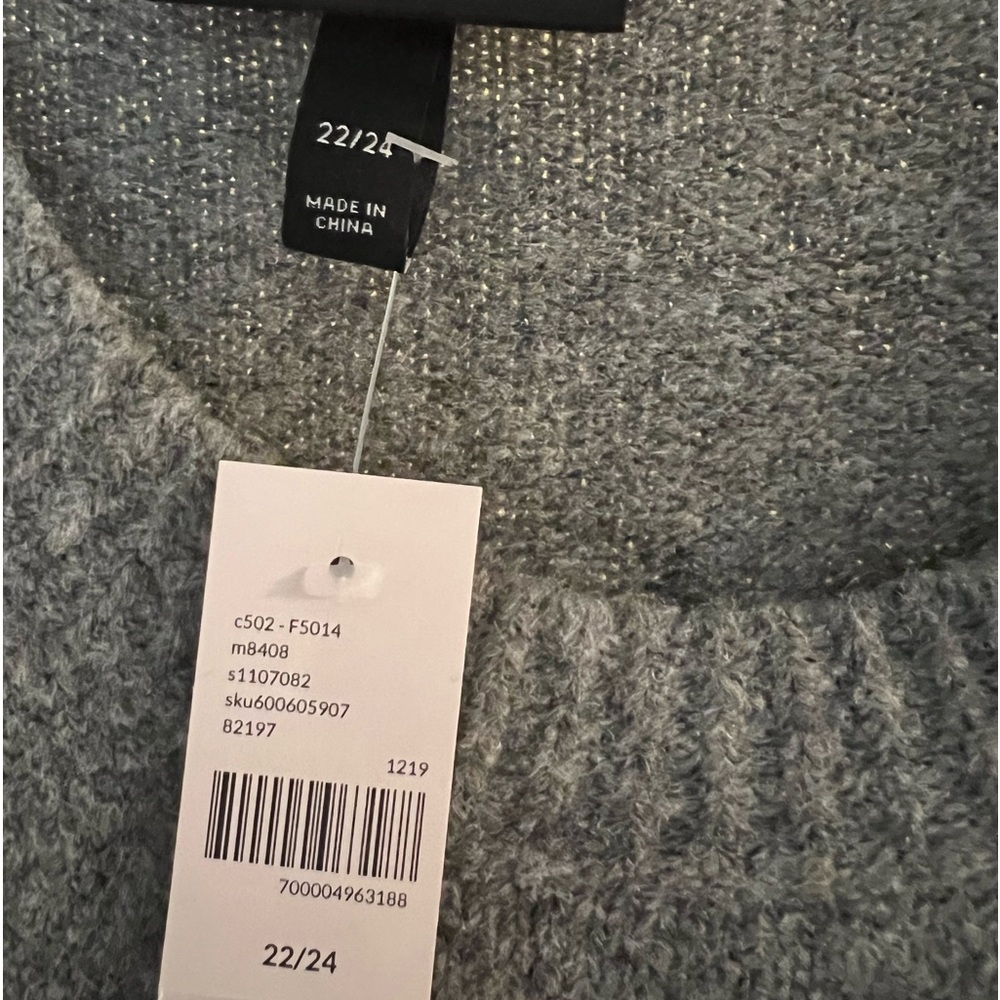 22/24
MADE IN
CHINA
c502 - F5014
m8408
s1107082
sku600605907
82197
1219
700004963188
22/24